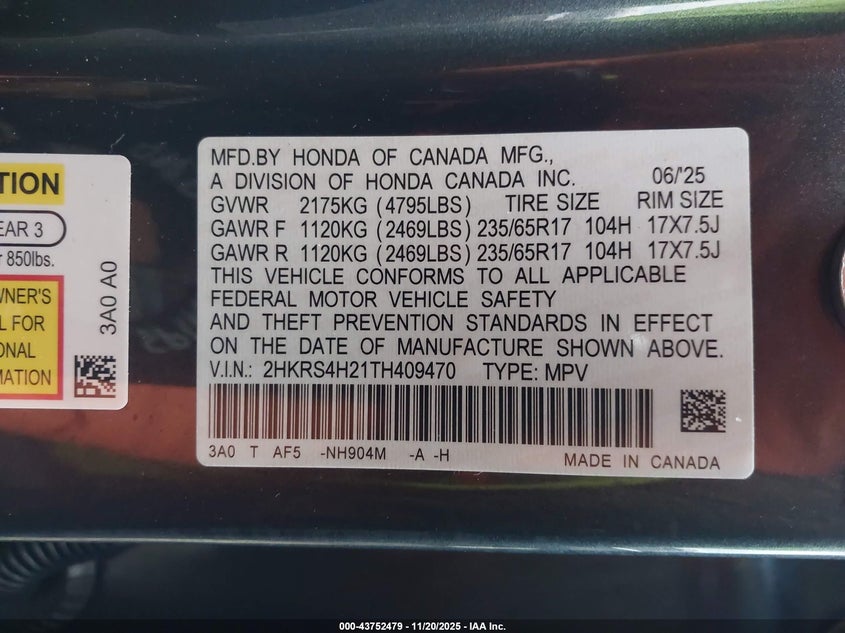 TION
EAR 3
r 850lbs.
WNER'S
L FOR
ONAL
MATION
3A0 A0
MFD.BY HONDA OF CANADA MFG.,
A DIVISION OF HONDA CANADA INC. 06/'25
GVWR 2175KG (4795LBS) TIRE SIZE RIM SIZE
GAWR F 1120KG (2469LBS) 235/65R17 104H 17X7.5J
GAWR R 1120KG (2469LBS) 235/65R17 104H 17X7.5J
THIS VEHICLE CONFORMS TO ALL APPLICABLE
FEDERAL MOTOR VEHICLE SAFETY
AND THEFT PREVENTION STANDARDS IN EFFECT
ON THE DATE OF MANUFACTURE SHOWN ABOVE.
V.I.N.: 2HKRS4H21TH409470 TYPE: MPV
3A0 T AF5 -NH904M -A -H
MADE IN CANADA
000-43752479 - 11/20/2025 - IAA Inc.